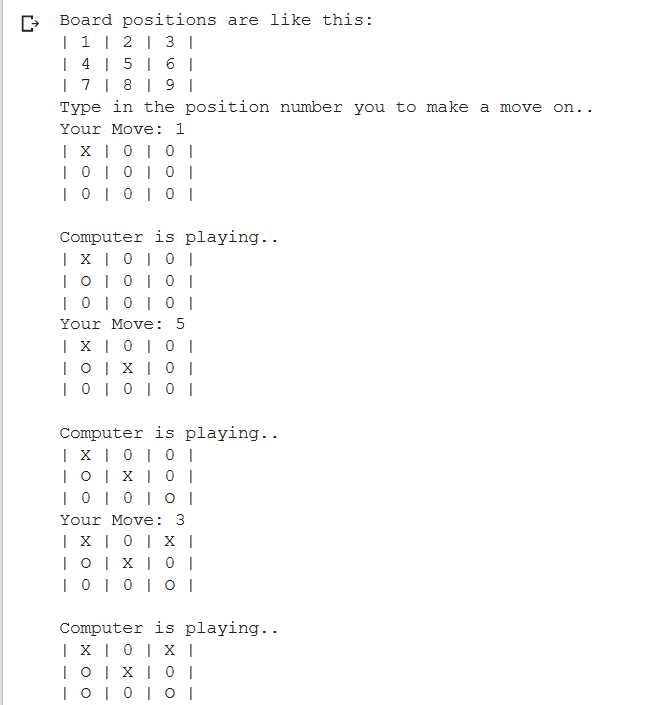 Board positions are like this:
| 1 | 2 | 3 |
| 4 | 5 | 6 |
| 7 | 8 | 9 |
Type in the position number you to make a move on..
Your Move: 1
| X | 0 | 0 |
| 0 | 0 | 0 |
| 0 | 0 | 0 |
Computer is playing..
| X | 0 | 0 |
| O | 0 | 0 |
| 0 | 0 | 0 |
Your Move: 5
| X | 0 | 0 |
| O | X | 0 |
| 0 | 0 | 0 |
Computer is playing..
| X | 0 | 0 |
| O | X | 0 |
| 0 | 0 | O |
Your Move: 3
| X | 0 | X |
| O | X | 0 |
| 0 | 0 | O |
Computer is playing..
| X | 0 | X |
| O | X | 0 |
| O | 0 | O |